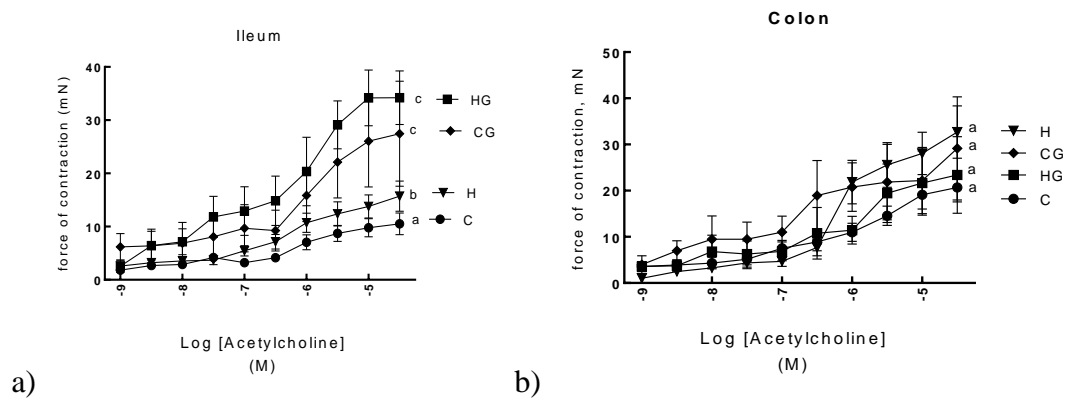 Ileum
force of contraction (mN)
40
30
20
10
0
-9
-8
-7
-6
-5
c
c
b
a
HG
CG
H
C
Log [Acetylcholine]
(M)
a)
Colon
force of contraction, mN
50
40
30
20
10
0
-9
-8
-7
-6
-5
a
a
a
a
H
CG
HG
C
Log [Acetylcholine]
(M)
b)